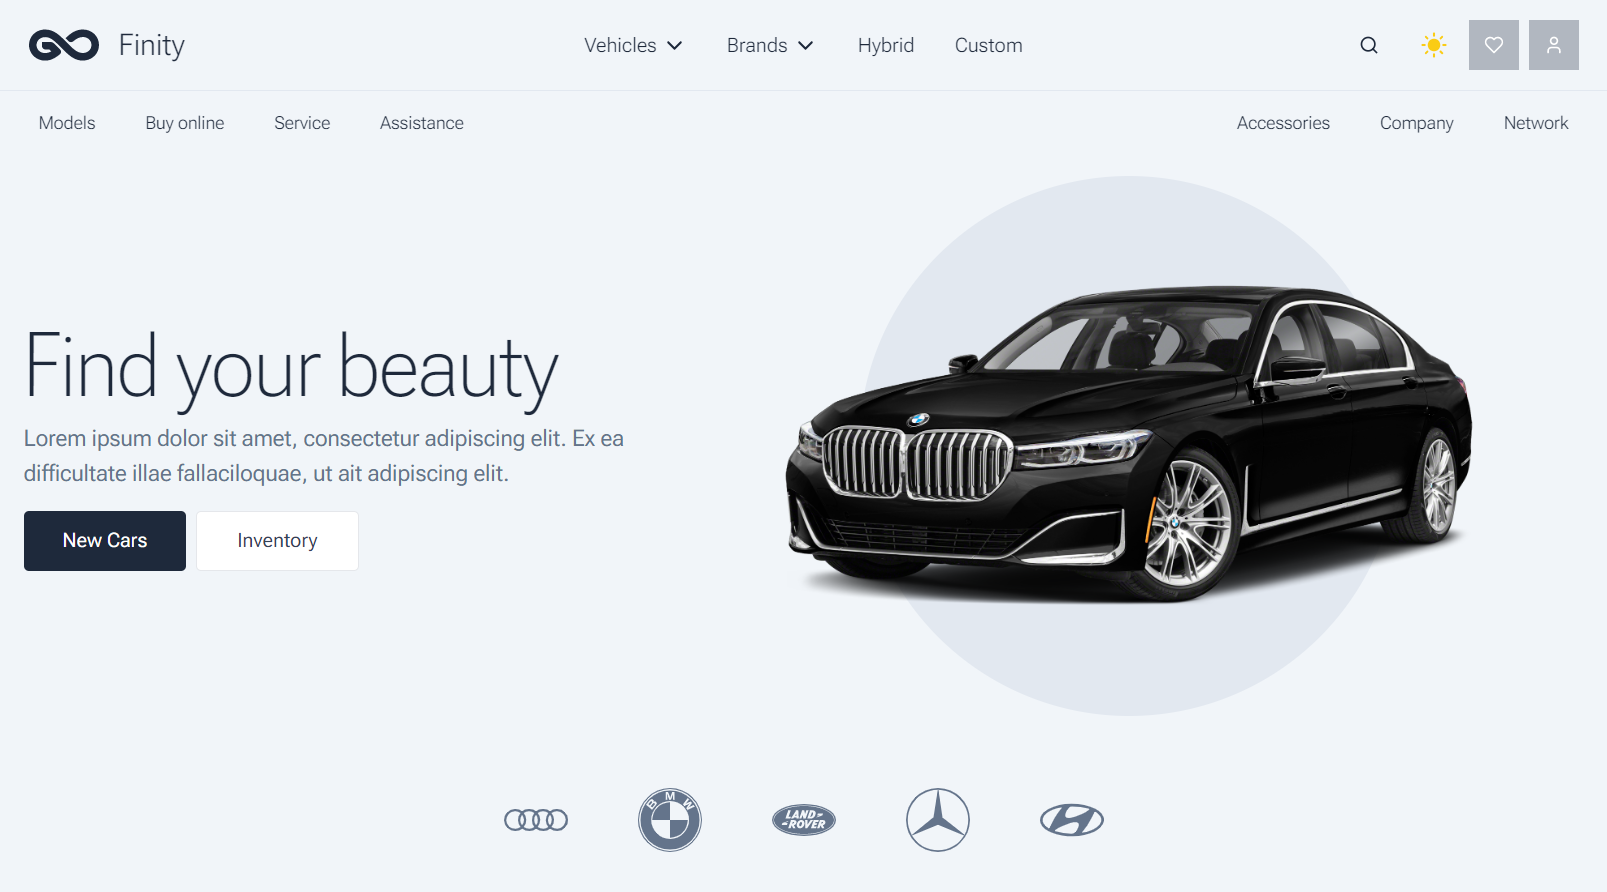 Finity
Vehicles
Brands
Hybrid
Custom
Models
Buy online
Service
Assistance
Accessories
Company
Network
Find your beauty
Lorem ipsum dolor sit amet, consectetur adipiscing elit. Ex ea
difficultate illae fallaciloquae, ut ait adipiscing elit.
New Cars
Inventory
BMW
LAND-
-ROVER